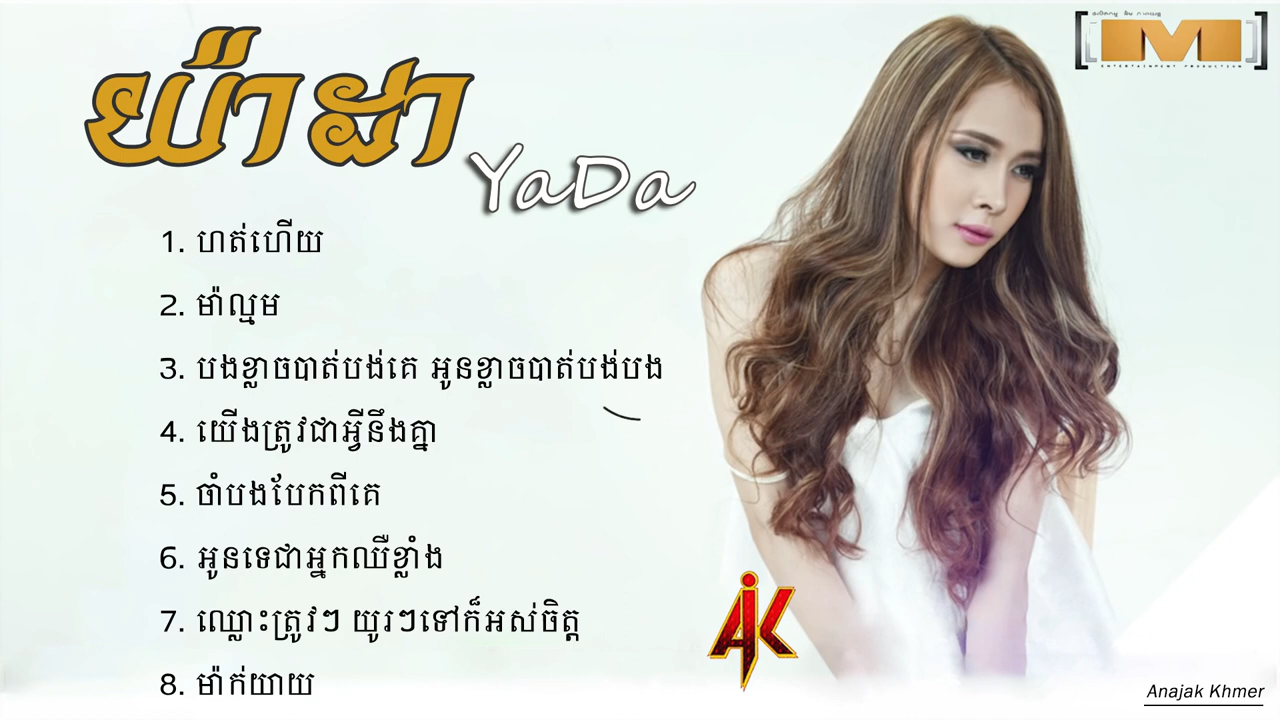 យ៉ាដា
YaDa
M
ENTERTAINMENT PRODUCTION
1. ហត់ហើយ
2. ម៉ាល្មម
3. បងខ្លាចបាត់បង់គេ អូនខ្លាចបាត់បង់បង
4. យើងត្រូវជាអ្វីនឹងគ្នា
5. ចាំបងបែកពីគេ
6. អូនទេជាអ្នកឈឺខ្លាំង
7. ឈ្លោះត្រូវៗ យូរៗទៅក៏អស់ចិត្ត
8. ម៉ាក់យាយ
AJK
Anajak Khmer